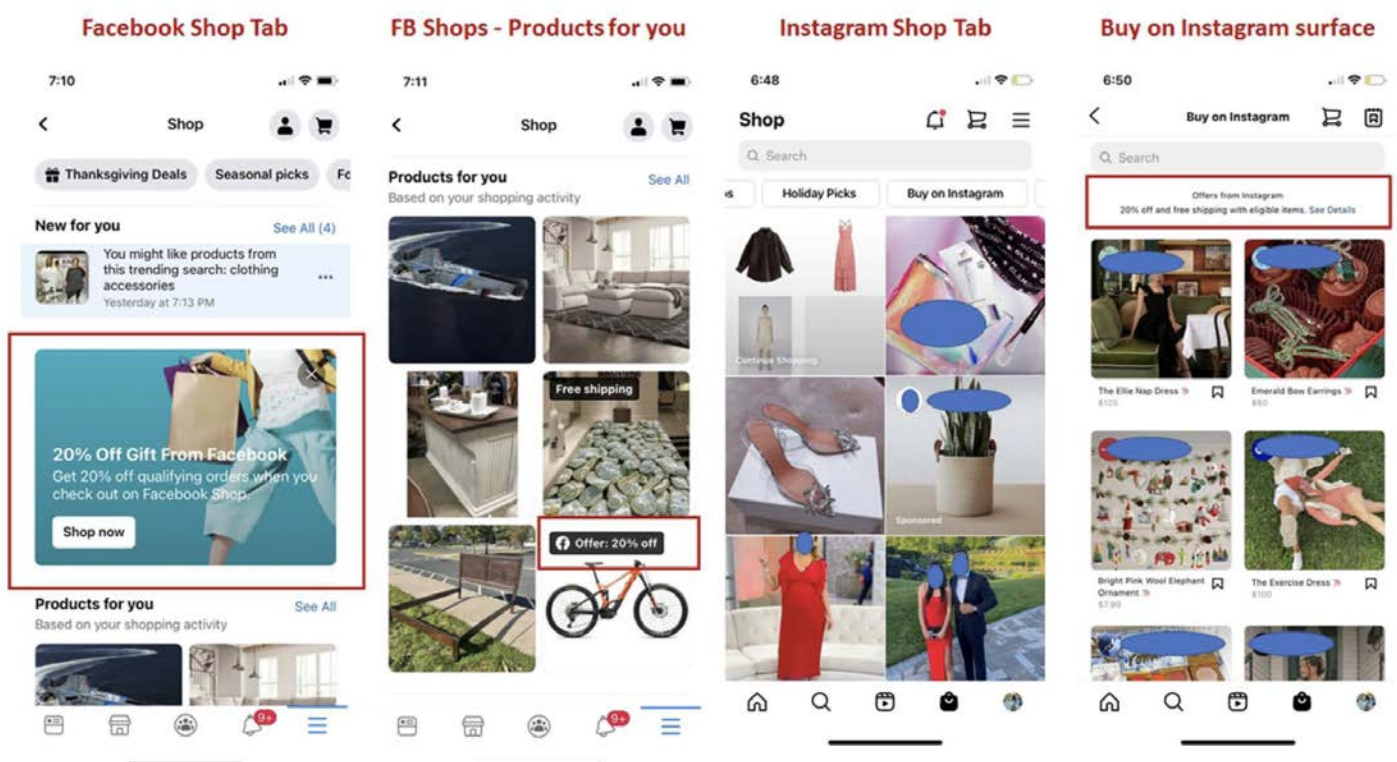 Facebook Shop Tab
7:10
Shop
Thanksgiving Deals
Seasonal picks
Fo
New for you
See All (4)
You might like products from
this trending search: clothing
accessories
Yesterday at 7:13 PM
20% Off Gift From Facebook
Get 20% off qualifying orders when you
check out on Facebook Shop.
Shop now
Products for you
See All
Based on your shopping activity
9+
FB Shops - Products for you
7:11
Shop
Products for you
See All
Based on your shopping activity
Free shipping
Offer: 20% off
9+
Instagram Shop Tab
6:48
Shop
Search
Holiday Picks
Buy on Instagram
Continue Shopping
Sponsored
Buy on Instagram surface
6:50
Buy on Instagram
Search
Offers from Instagram
20% off and free shipping with eligible items. See Details
The Ellie Nap Dress
$125
Emerald Bow Earrings
$60
Bright Pink Wool Elephant
Ornament
$7.99
The Exercise Dress
$100